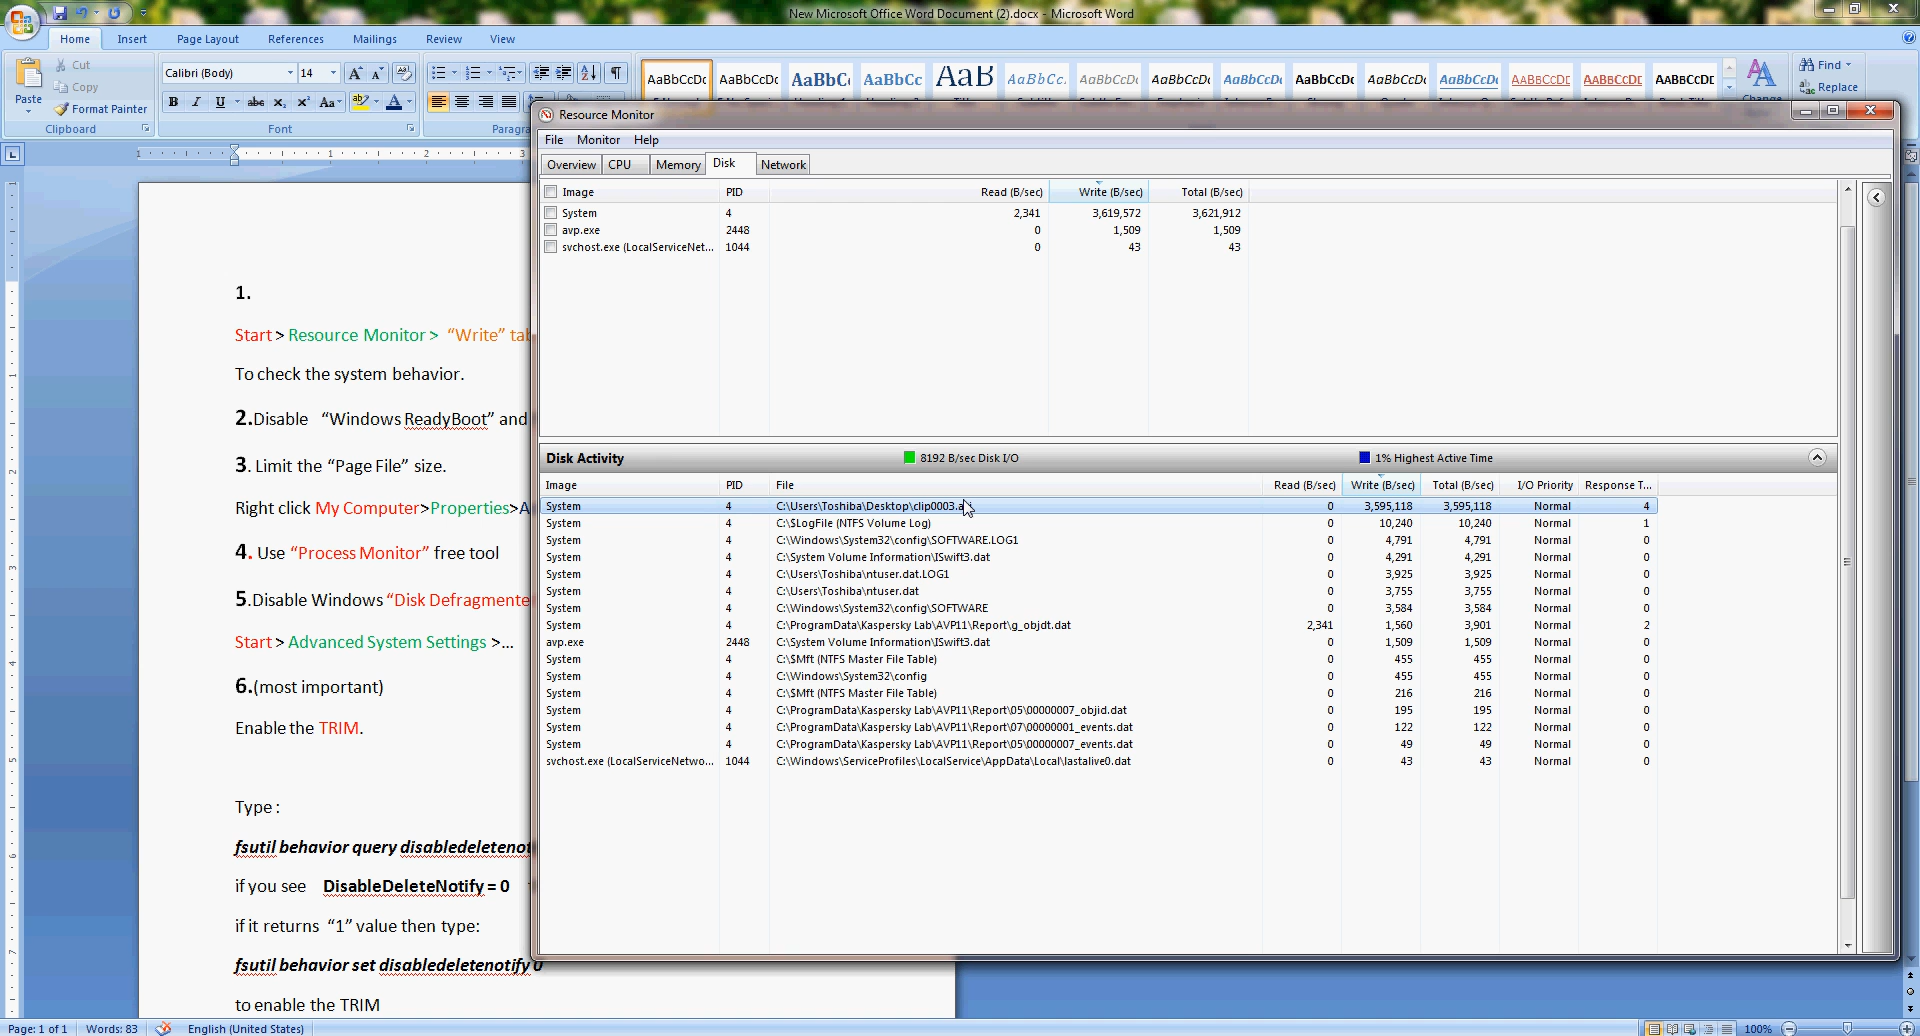 New Microsoft Office Word Document (2).docx - Microsoft Word
Home Insert Page Layout References Mailings Review View
Paste
Cut
Copy
Format Painter
Clipboard
Calibri (Body) 14
Font
Paragra
AaBbCcDc AaBbCcDc AaBbC AaBbCc AaB AaBbCc. AaBbCcDc AaBbCcDc AaBbCcDc AaBbCcDc AaBbCcDc AaBbCcDc AABBCCDD AABBCCDD AABBCCDD
Find
Replace
1.
Start > Resource Monitor > “Write” tab
To check the system behavior.
2.Disable “Windows ReadyBoot” and
3. Limit the “Page File” size.
Right click My Computer>Properties>A
4. Use “Process Monitor” free tool
5.Disable Windows “Disk Defragmente
Start > Advanced System Settings >...
6.(most important)
Enable the TRIM.
Type :
fsutil behavior query disabledeletenot
if you see DisableDeleteNotify = 0
if it returns “1” value then type:
fsutil behavior set disabledeletenotify 0
to enable the TRIM
Resource Monitor
File Monitor Help
Overview CPU Memory Disk Network
Image PID Read (B/sec) Write (B/sec) Total (B/sec)
System 4 2,341 3,619,572 3,621,912
avp.exe 2448 0 1,509 1,509
svchost.exe (LocalServiceNet... 1044 0 43 43
Disk Activity 8192 B/sec Disk I/O 1% Highest Active Time
Image PID File Read (B/sec) Write (B/sec) Total (B/sec) I/O Priority Response T...
System 4 C:\Users\Toshiba\Desktop\clip0003.a 0 3,595,118 3,595,118 Normal 4
System 4 C:\$LogFile (NTFS Volume Log) 0 10,240 10,240 Normal 1
System 4 C:\Windows\System32\config\SOFTWARE.LOG1 0 4,791 4,791 Normal 0
System 4 C:\System Volume Information\ISwift3.dat 0 4,291 4,291 Normal 0
System 4 C:\Users\Toshiba\ntuser.dat.LOG1 0 3,925 3,925 Normal 0
System 4 C:\Users\Toshiba\ntuser.dat 0 3,755 3,755 Normal 0
System 4 C:\Windows\System32\config\SOFTWARE 0 3,584 3,584 Normal 0
System 4 C:\ProgramData\Kaspersky Lab\AVP11\Report\g_objdt.dat 2,341 1,560 3,901 Normal 2
avp.exe 2448 C:\System Volume Information\ISwift3.dat 0 1,509 1,509 Normal 0
System 4 C:\$Mft (NTFS Master File Table) 0 455 455 Normal 0
System 4 C:\Windows\System32\config 0 455 455 Normal 0
System 4 C:\$Mft (NTFS Master File Table) 0 216 216 Normal 0
System 4 C:\ProgramData\Kaspersky Lab\AVP11\Report\05\00000007_objid.dat 0 195 195 Normal 0
System 4 C:\ProgramData\Kaspersky Lab\AVP11\Report\07\00000001_events.dat 0 122 122 Normal 0
System 4 C:\ProgramData\Kaspersky Lab\AVP11\Report\05\00000007_events.dat 0 49 49 Normal 0
svchost.exe (LocalServiceNetwo... 1044 C:\Windows\ServiceProfiles\LocalService\AppData\Local\lastalive0.dat 0 43 43 Normal 0
Page: 1 of 1 Words: 83 English (United States) 100%